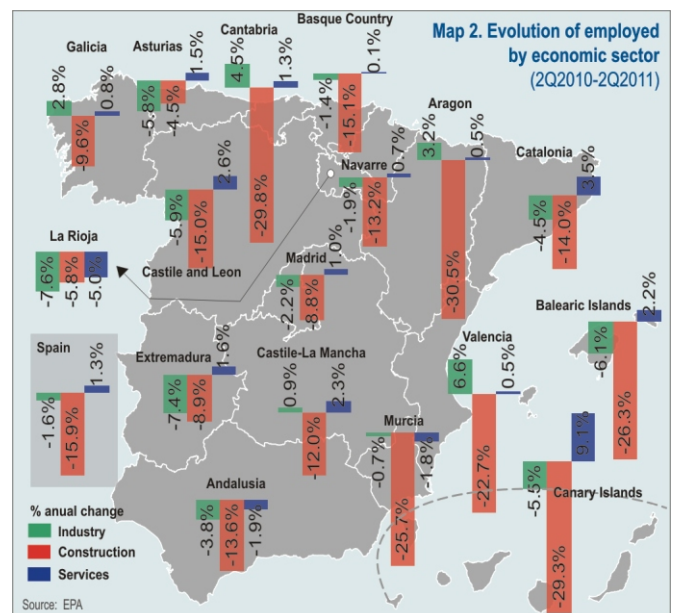 Map 2. Evolution of employed
by economic sector
(2Q2010-2Q2011)
Galicia
2.8%
-9.6%
0.8%
Asturias
-5.8%
-4.5%
1.5%
Cantabria
4.5%
-29.8%
1.3%
Basque Country
-1.4%
-15.1%
0.1%
Navarre
-1.9%
-13.2%
0.7%
Aragon
3.2%
-30.5%
0.5%
Catalonia
-4.5%
-14.0%
3.5%
La Rioja
-7.6%
-5.8%
-5.0%
Castile and Leon
-5.9%
-15.0%
2.6%
Madrid
-2.2%
-8.8%
1.0%
Balearic Islands
-6.1%
-26.3%
2.2%
Spain
-1.6%
-15.9%
1.3%
Extremadura
-7.4%
-8.9%
1.6%
Castile-La Mancha
0.9%
-12.0%
2.3%
Valencia
6.6%
-22.7%
0.5%
Murcia
-0.7%
-25.7%
-1.8%
Canary Islands
-5.5%
-29.3%
9.1%
Andalusia
-3.8%
-13.6%
-1.9%
% anual change
Industry
Construction
Services
Source: EPA